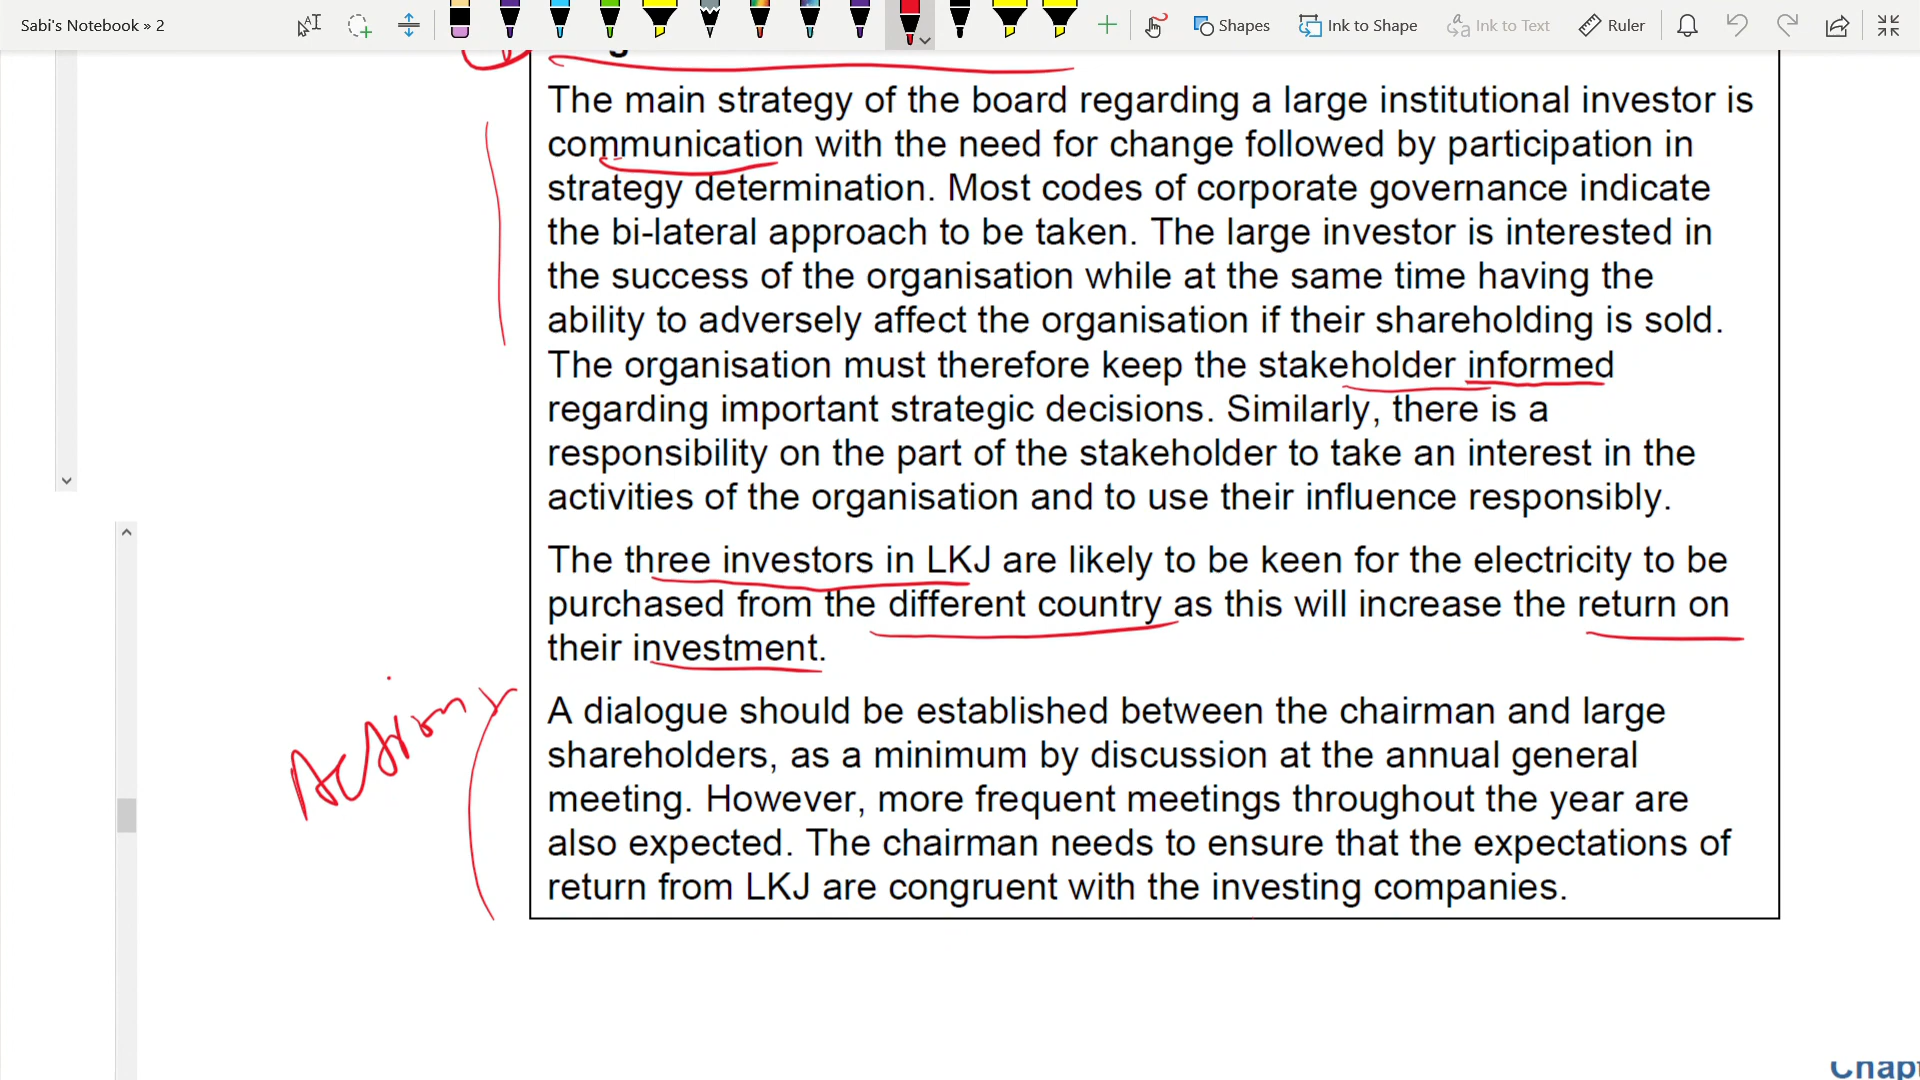 Sabi's Notebook » 2
Shapes
Ink to Shape
Ink to Text
Ruler
The main strategy of the board regarding a large institutional investor is
communication with the need for change followed by participation in
strategy determination. Most codes of corporate governance indicate
the bi-lateral approach to be taken. The large investor is interested in
the success of the organisation while at the same time having the
ability to adversely affect the organisation if their shareholding is sold.
The organisation must therefore keep the stakeholder informed
regarding important strategic decisions. Similarly, there is a
responsibility on the part of the stakeholder to take an interest in the
activities of the organisation and to use their influence responsibly.
The three investors in LKJ are likely to be keen for the electricity to be
purchased from the different country as this will increase the return on
their investment.
Action
A dialogue should be established between the chairman and large
shareholders, as a minimum by discussion at the annual general
meeting. However, more frequent meetings throughout the year are
also expected. The chairman needs to ensure that the expectations of
return from LKJ are congruent with the investing companies.
Chap